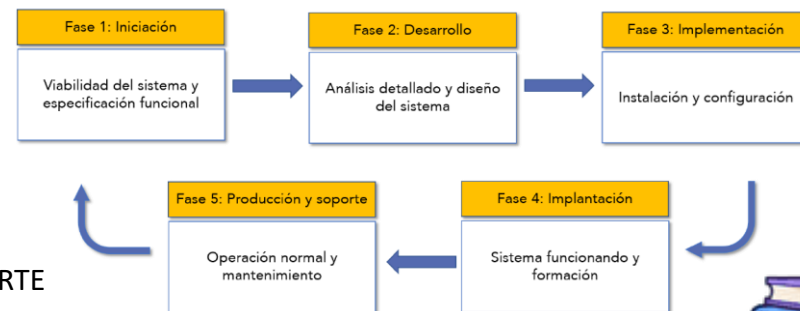 Fase 1: Iniciación
Viabilidad del sistema y
especificación funcional
Fase 2: Desarrollo
Análisis detallado y diseño
del sistema
Fase 3: Implementación
Instalación y configuración
Fase 5: Producción y soporte
Operación normal y
mantenimiento
Fase 4: Implantación
Sistema funcionando y
formación
RTE